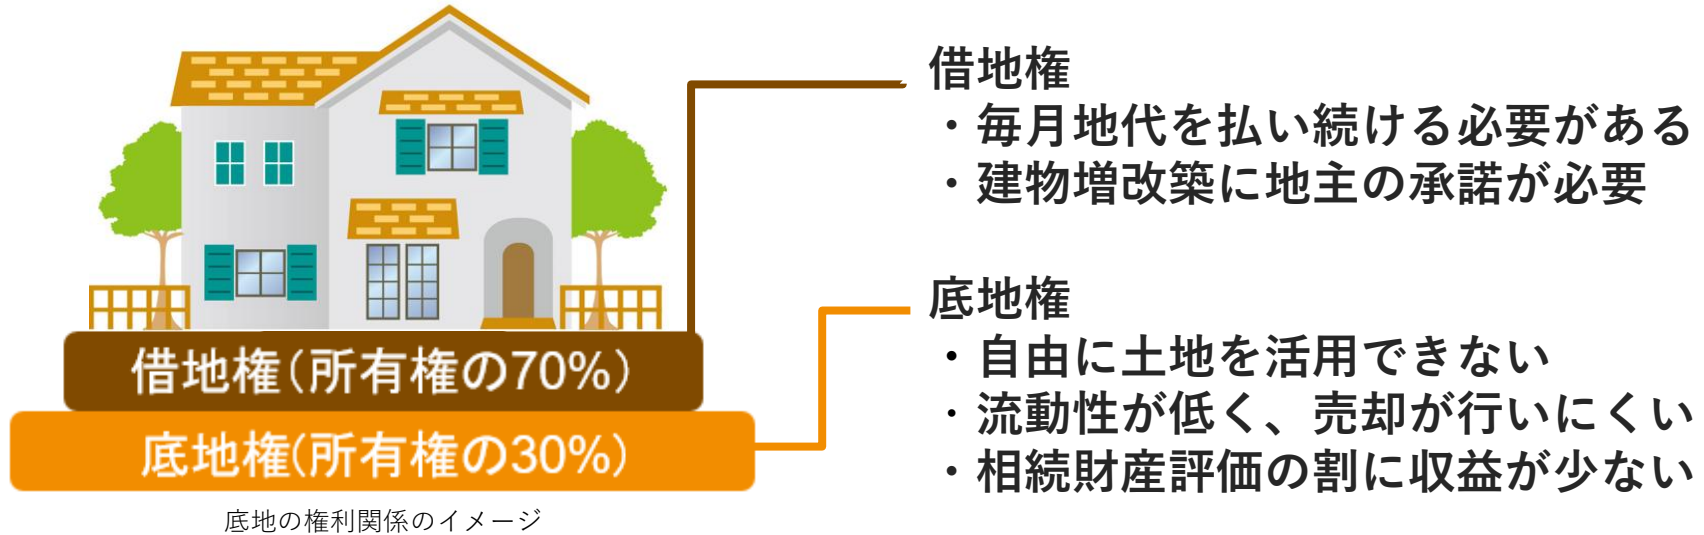 借地権
・毎月地代を払い続ける必要がある
・建物増改築に地主の承諾が必要
底地権
・自由に土地を活用できない
・流動性が低く、売却が行いにくい
・相続財産評価の割に収益が少ない
借地権(所有権の70%)
底地権(所有権の30%)
底地の権利関係のイメージ